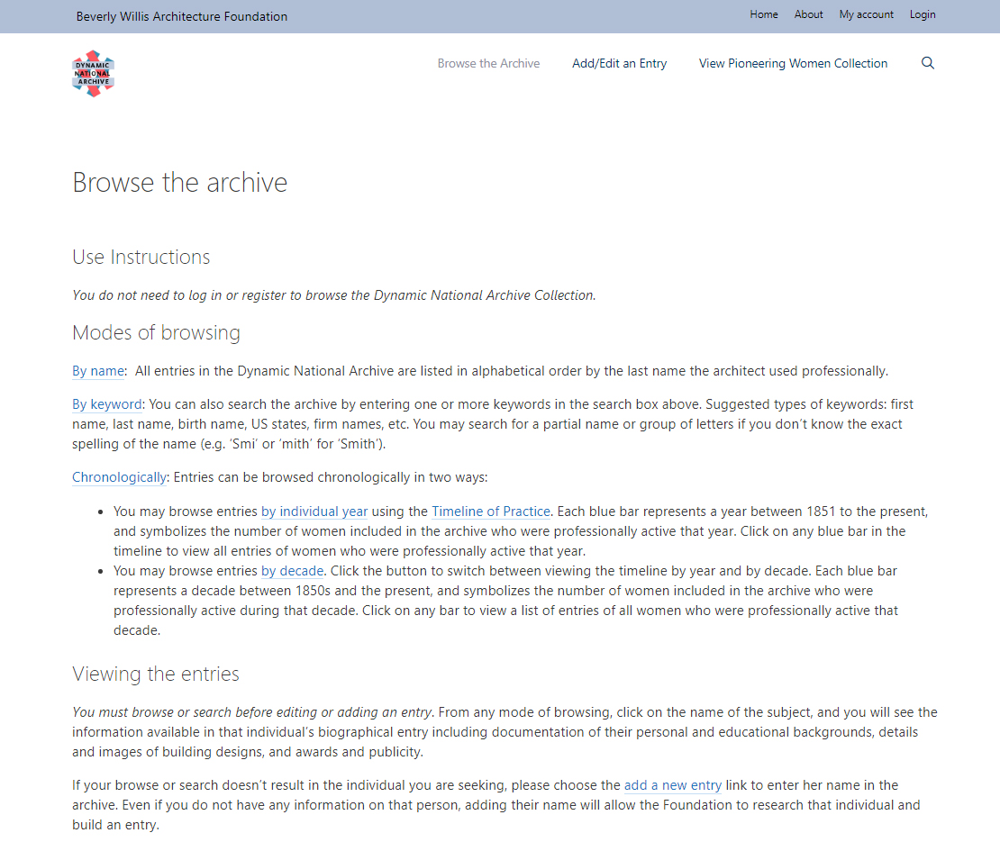 Beverly Willis Architecture Foundation
Home About My account Login
DYNAMIC
NATIONAL
ARCHIVE
Browse the Archive Add/Edit an Entry View Pioneering Women Collection
Browse the archive
Use Instructions
You do not need to log in or register to browse the Dynamic National Archive Collection.
Modes of browsing
By name:  All entries in the Dynamic National Archive are listed in alphabetical order by the last name the architect used professionally.
By keyword: You can also search the archive by entering one or more keywords in the search box above. Suggested types of keywords: first
name, last name, birth name, US states, firm names, etc. You may search for a partial name or group of letters if you don’t know the exact
spelling of the name (e.g. ‘Smi’ or ‘mith’ for ‘Smith’).
Chronologically: Entries can be browsed chronologically in two ways:
• You may browse entries by individual year using the Timeline of Practice. Each blue bar represents a year between 1851 to the present,
and symbolizes the number of women included in the archive who were professionally active that year. Click on any blue bar in the
timeline to view all entries of women who were professionally active that year.
• You may browse entries by decade. Click the button to switch between viewing the timeline by year and by decade. Each blue bar
represents a decade between 1850s and the present, and symbolizes the number of women included in the archive who were
professionally active during that decade. Click on any bar to view a list of entries of all women who were professionally active that
decade.
Viewing the entries
You must browse or search before editing or adding an entry. From any mode of browsing, click on the name of the subject, and you will see the
information available in that individual’s biographical entry including documentation of their personal and educational backgrounds, details
and images of building designs, and awards and publicity.
If your browse or search doesn’t result in the individual you are seeking, please choose the add a new entry link to enter her name in the
archive. Even if you do not have any information on that person, adding their name will allow the Foundation to research that individual and
build an entry.